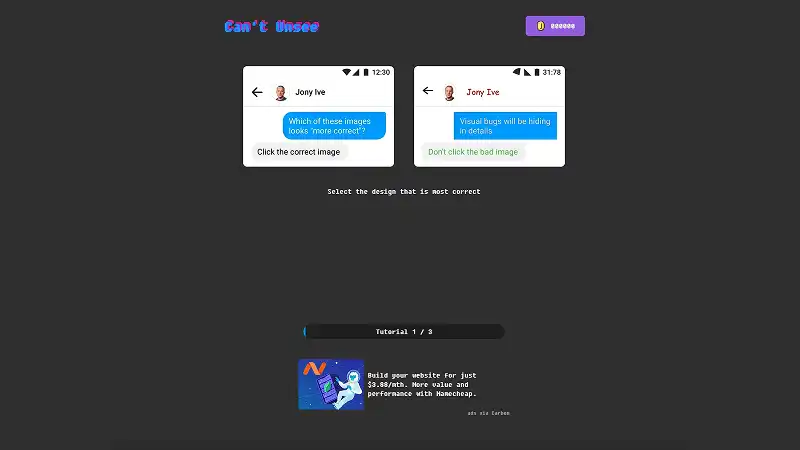 Can't Unsee
000000
12:30
Jony Ive
Which of these images
looks "more correct"?
Click the correct image
31:78
Jony Ive
Visual bugs will be hiding
in details
Don't click the bad image
Select the design that is most correct
Tutorial 1 / 3
Build your website for just
$3.88/mth. More value and
performance with Namecheap.
ads via Carbon